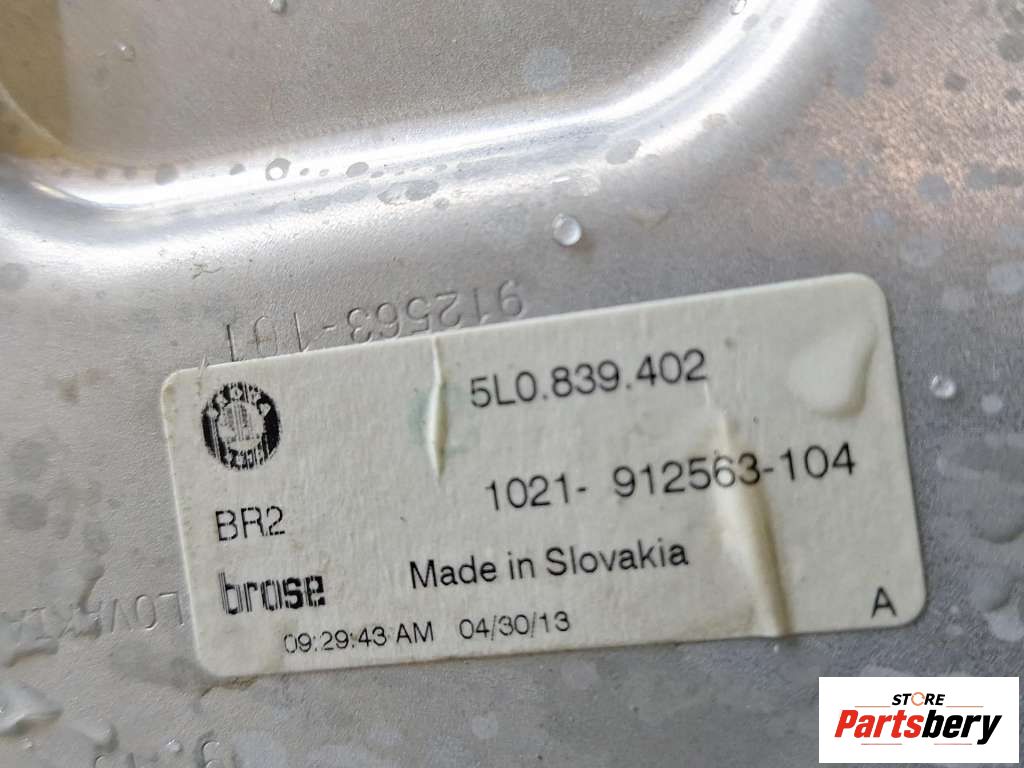 912563-101
SKODA
5L0.839.402
1021- 912563-104
BR2
brose
Made in Slovakia
09:29:43 AM 04/30/13
A
STORE
Partsbery